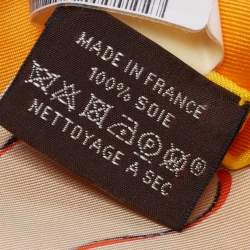 MADE IN FRANCE
100% SOIE
P ®
NETTOYAGE A SEC